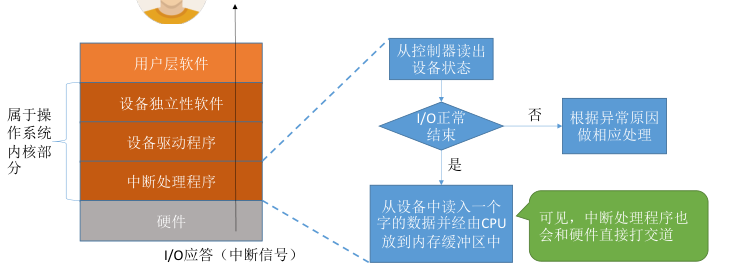 用户层软件
设备独立性软件
设备驱动程序
中断处理程序
硬件
属于操
作系统
内核部
分
I/O应答（中断信号）
从控制器读出
设备状态
I/O正常
结束
否
根据异常原因
做相应处理
是
从设备中读入一个
字的数据并经由CPU
放到内存缓冲区中
可见，中断处理程序也
会和硬件直接打交道